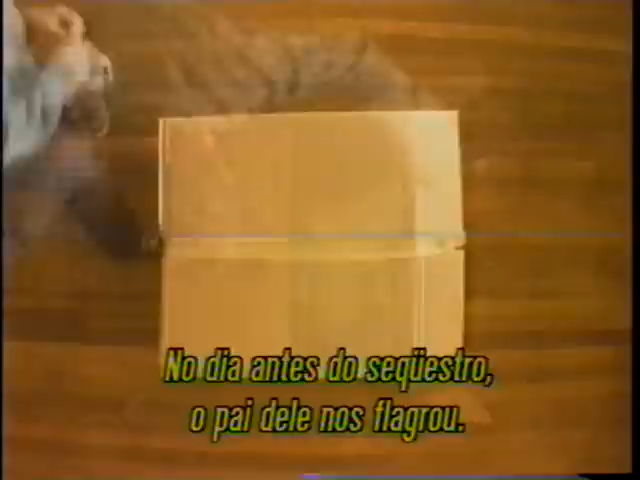 No dia antes do seqüestro,
o pai dele nos flagrou.